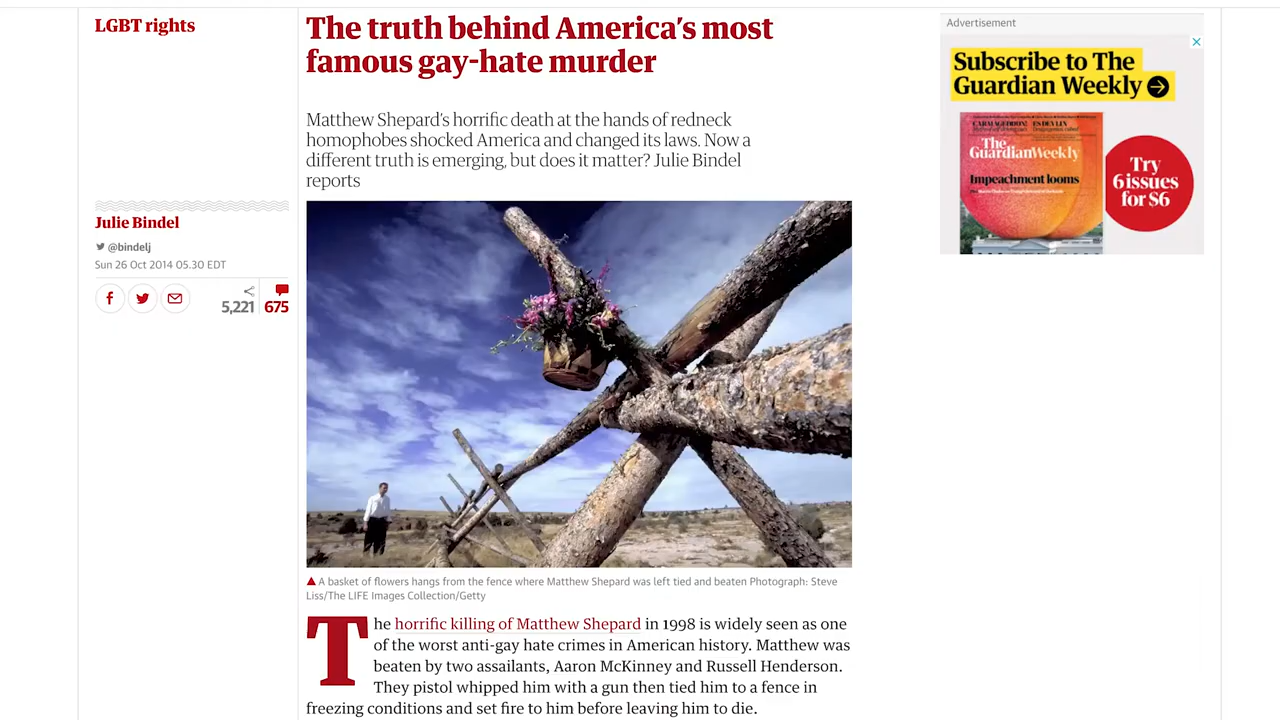 LGBT rights
The truth behind America's most
famous gay-hate murder
Matthew Shepard's horrific death at the hands of redneck
homophobes shocked America and changed its laws. Now a
different truth is emerging, but does it matter? Julie Bindel
reports
Julie Bindel
@bindelj
Sun 26 Oct 2014 05.30 EDT
5,221
675
A basket of flowers hangs from the fence where Matthew Shepard was left tied and beaten Photograph: Steve
Liss/The LIFE Images Collection/Getty
The horrific killing of Matthew Shepard in 1998 is widely seen as one
of the worst anti-gay hate crimes in American history. Matthew was
beaten by two assailants, Aaron McKinney and Russell Henderson.
They pistol whipped him with a gun then tied him to a fence in
freezing conditions and set fire to him before leaving him to die.
Advertisement
Subscribe to The
Guardian Weekly
CARMAGEDDON!
ES DEVLIN
The
Guardian Weekly
Impeachment looms
Try
6 issues
for $6